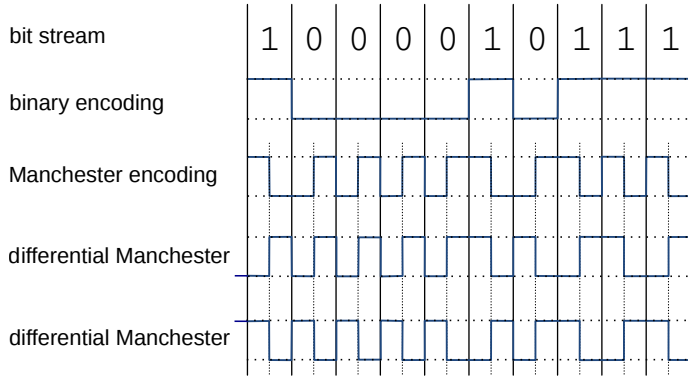 bit stream 1 0 0 0 0 1 0 1 1 1
binary encoding
Manchester encoding
differential Manchester
differential Manchester